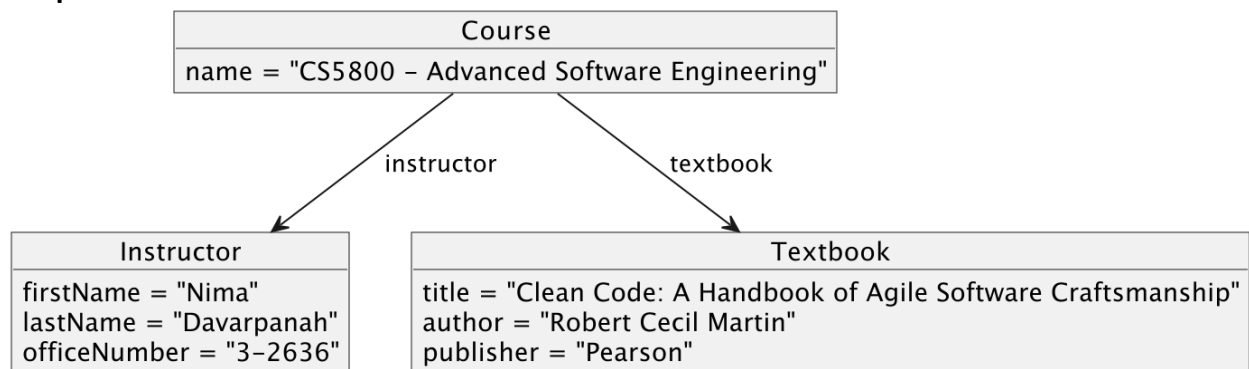 Course
name = "CS5800 – Advanced Software Engineering"
instructor
textbook
Instructor
firstName = "Nima"
lastName = "Davarpanah"
officeNumber = "3–2636"
Textbook
title = "Clean Code: A Handbook of Agile Software Craftsmanship"
author = "Robert Cecil Martin"
publisher = "Pearson"